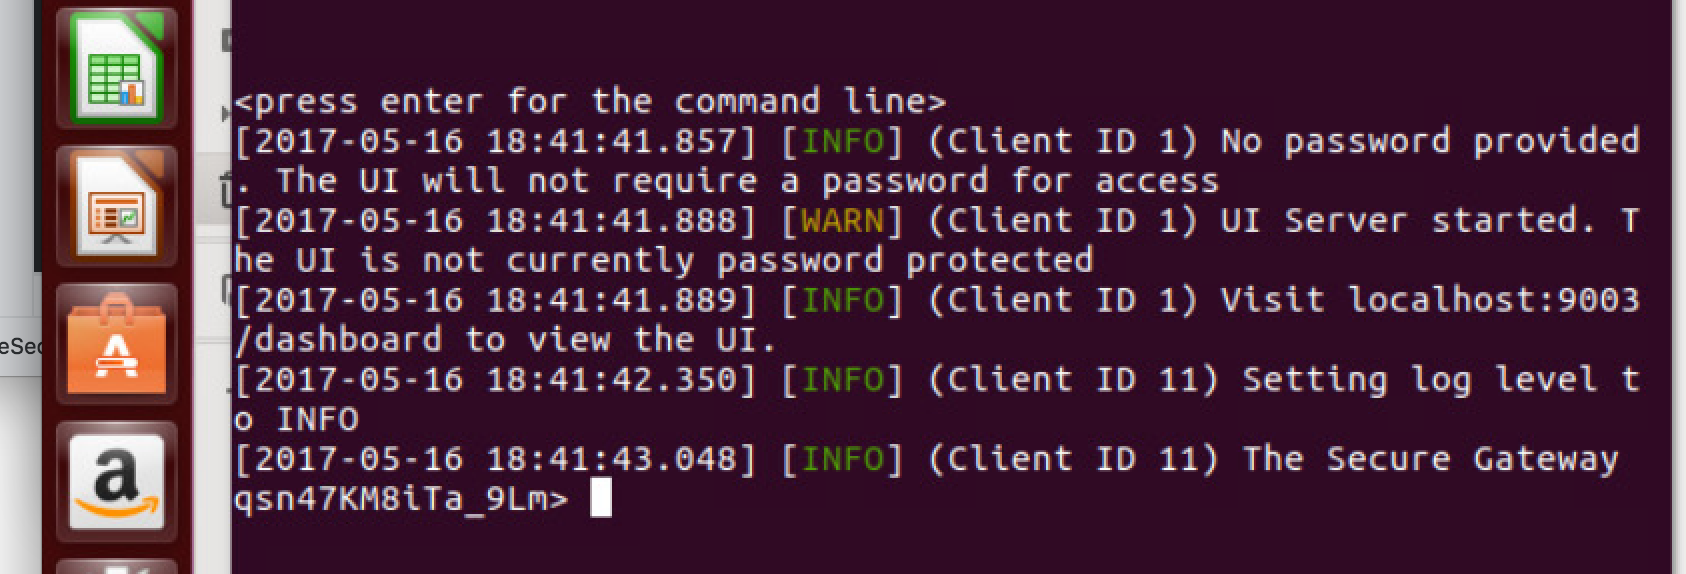 <press enter for the command line>
[2017-05-16 18:41:41.857] [INFO] (Client ID 1) No password provided
. The UI will not require a password for access
[2017-05-16 18:41:41.888] [WARN] (Client ID 1) UI Server started. T
he UI is not currently password protected
[2017-05-16 18:41:41.889] [INFO] (Client ID 1) Visit localhost:9003
/dashboard to view the UI.
[2017-05-16 18:41:42.350] [INFO] (Client ID 11) Setting log level t
o INFO
[2017-05-16 18:41:43.048] [INFO] (Client ID 11) The Secure Gateway
qsn47KM8iTa_9Lm>
eSec
A
a